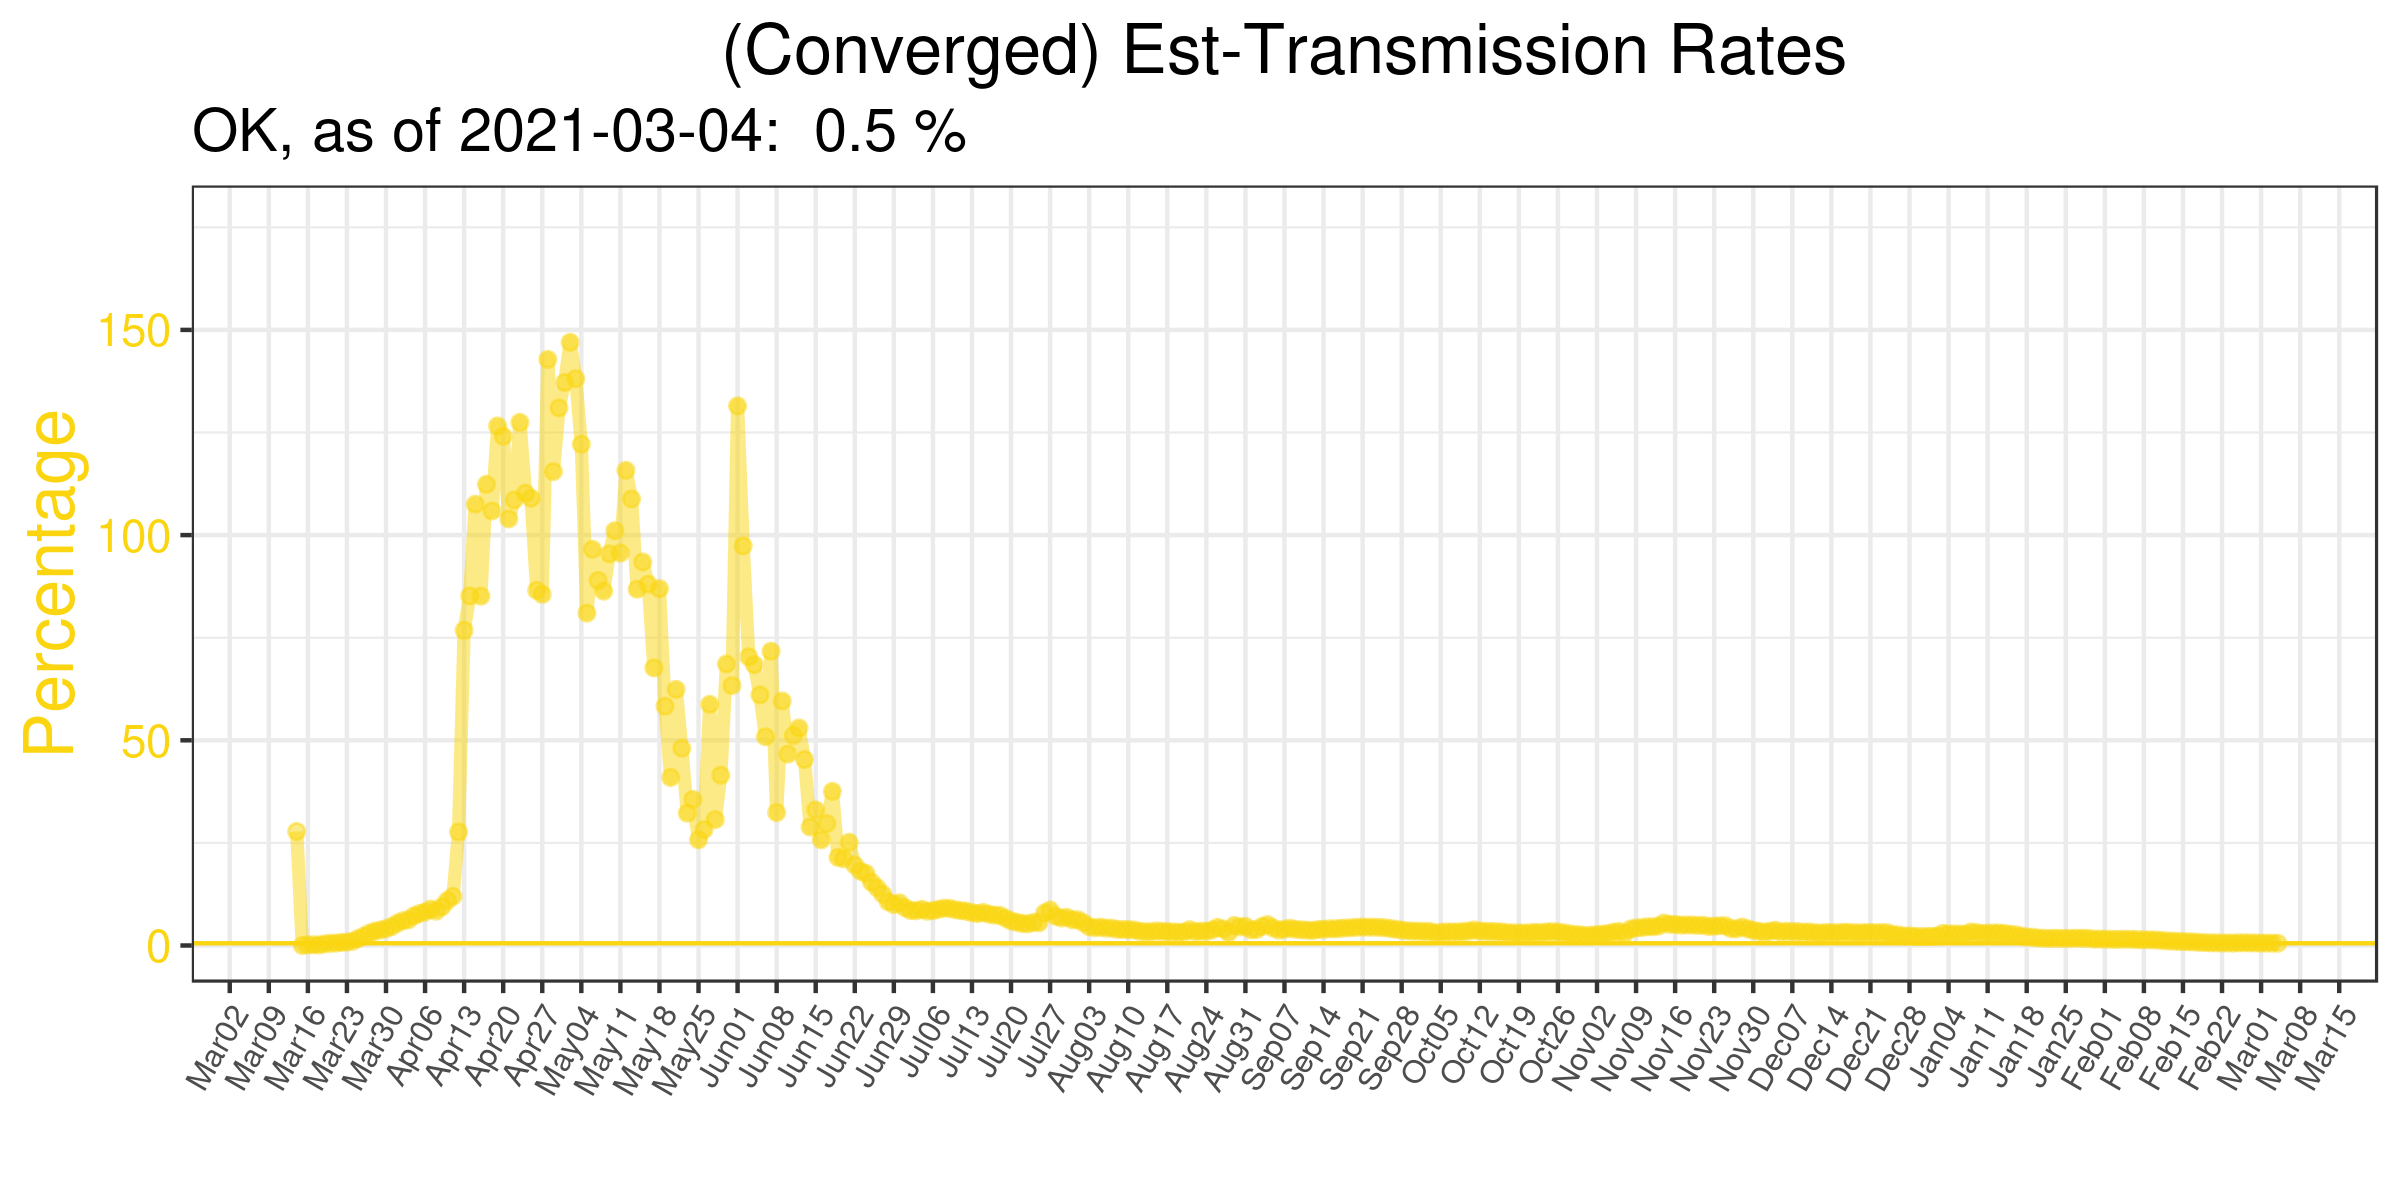 (Converged) Est-Transmission Rates
OK, as of 2021-03-04:  0.5 %
Percentage
150
100
50
0
Mar02
Mar09
Mar16
Mar23
Mar30
Apr06
Apr13
Apr20
Apr27
May04
May11
May18
May25
Jun01
Jun08
Jun15
Jun22
Jun29
Jul06
Jul13
Jul20
Jul27
Aug03
Aug10
Aug17
Aug24
Aug31
Sep07
Sep14
Sep21
Sep28
Oct05
Oct12
Oct19
Oct26
Nov02
Nov09
Nov16
Nov23
Nov30
Dec07
Dec14
Dec21
Dec28
Jan04
Jan11
Jan18
Jan25
Feb01
Feb08
Feb15
Feb22
Mar01
Mar08
Mar15